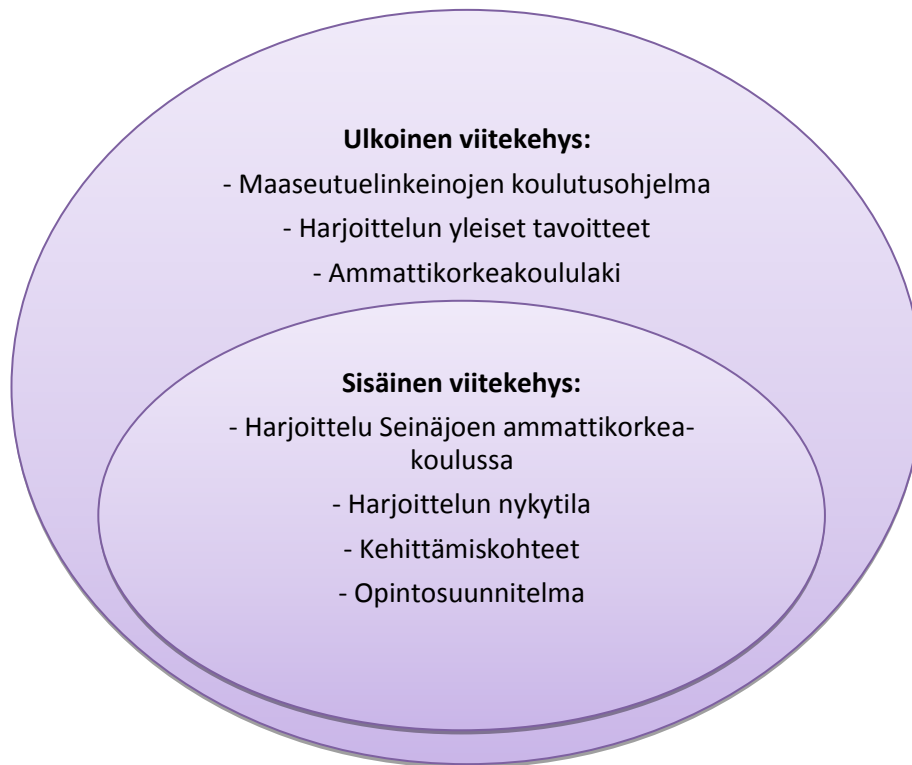 Ulkoinen viitekehys:
- Maaseutuelinkeinojen koulutusohjelma
- Harjoittelun yleiset tavoitteet
- Ammattikorkeakoululaki
Sisäinen viitekehys:
- Harjoittelu Seinäjoen ammattikorkea-
koulussa
- Harjoittelun nykytila
- Kehittämiskohteet
- Opintosuunnitelma